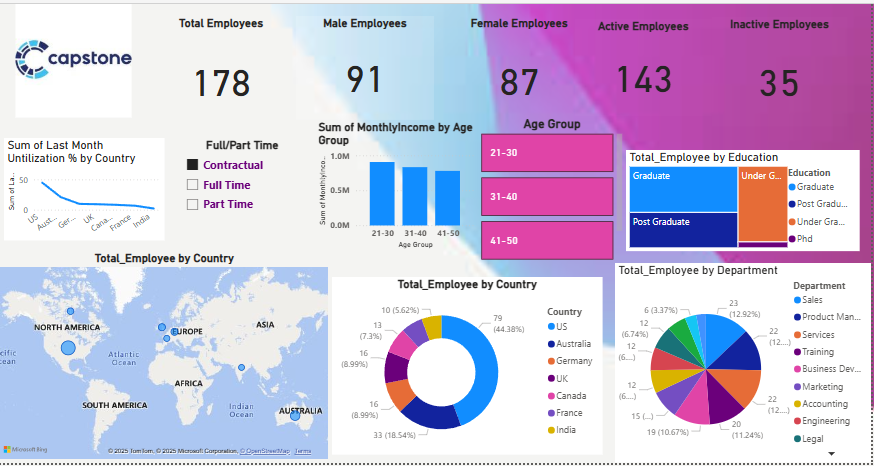 capstone
Total Employees
178
Male Employees
91
Female Employees
87
Active Employees
143
Inactive Employees
35
Sum of Last Month
Untilization % by Country
Sum of La...
50
0
US
Aust...
Ger...
UK
Cana...
France
India
Full/Part Time
Contractual
Full Time
Part Time
Sum of MonthlyIncome by Age
Group
Sum of MonthlyInco...
1.0M
0.5M
0.0M
21-30
31-40
41-50
Age Group
Age Group
21-30
31-40
41-50
Total_Employee by Education
Graduate
Post Graduate
Under G...
Education
Graduate
Post Gradu...
Under Gra...
Phd
Total_Employee by Country
NORTH AMERICA
EUROPE
ASIA
Atlantic
Ocean
AFRICA
SOUTH AMERICA
Indian
Ocean
AUSTRALIA
Microsoft Bing
© 2025 TomTom, © 2025 Microsoft Corporation, © OpenStreetMap Terms
Total_Employee by Country
79
(44.38%)
33 (18.54%)
16
(8.99%)
16
(8.99%)
13
(7.3%)
10 (5.62%)
Country
US
Australia
Germany
UK
Canada
France
India
Total_Employee by Department
23
(12.92%)
22
(12....)
22
(12....)
20
(11.24%)
19 (10.67%)
15 (...)
12
(6....)
12
(6....)
12
(6.74%)
6 (3.37%)
Department
Sales
Product Man...
Services
Training
Business Dev...
Marketing
Accounting
Engineering
Legal